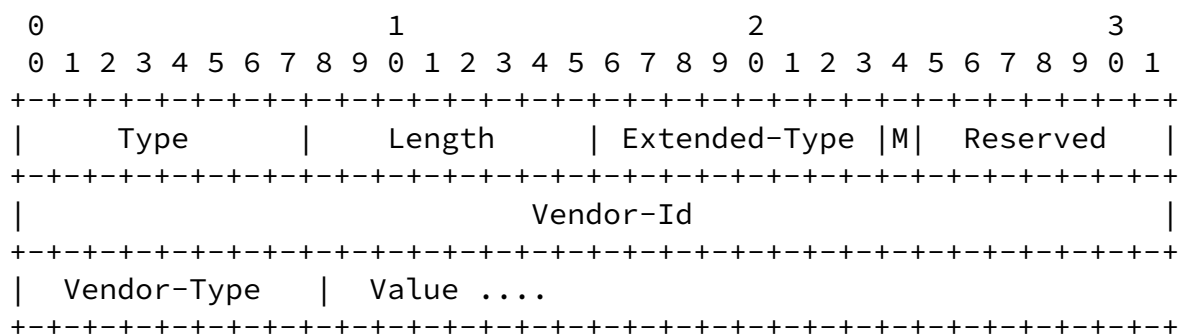 0                   1                   2                   3
 0 1 2 3 4 5 6 7 8 9 0 1 2 3 4 5 6 7 8 9 0 1 2 3 4 5 6 7 8 9 0 1
+-+-+-+-+-+-+-+-+-+-+-+-+-+-+-+-+-+-+-+-+-+-+-+-+-+-+-+-+-+-+-+-+
|     Type      |    Length     | Extended-Type |M|  Reserved   |
+-+-+-+-+-+-+-+-+-+-+-+-+-+-+-+-+-+-+-+-+-+-+-+-+-+-+-+-+-+-+-+-+
|                            Vendor-Id                          |
+-+-+-+-+-+-+-+-+-+-+-+-+-+-+-+-+-+-+-+-+-+-+-+-+-+-+-+-+-+-+-+-+
|  Vendor-Type   |  Value ....
+-+-+-+-+-+-+-+-+-+-+-+-+-+-+-+-+-+-+-+-+-+-+-+-+-+-+-+-+-+-+-+-+